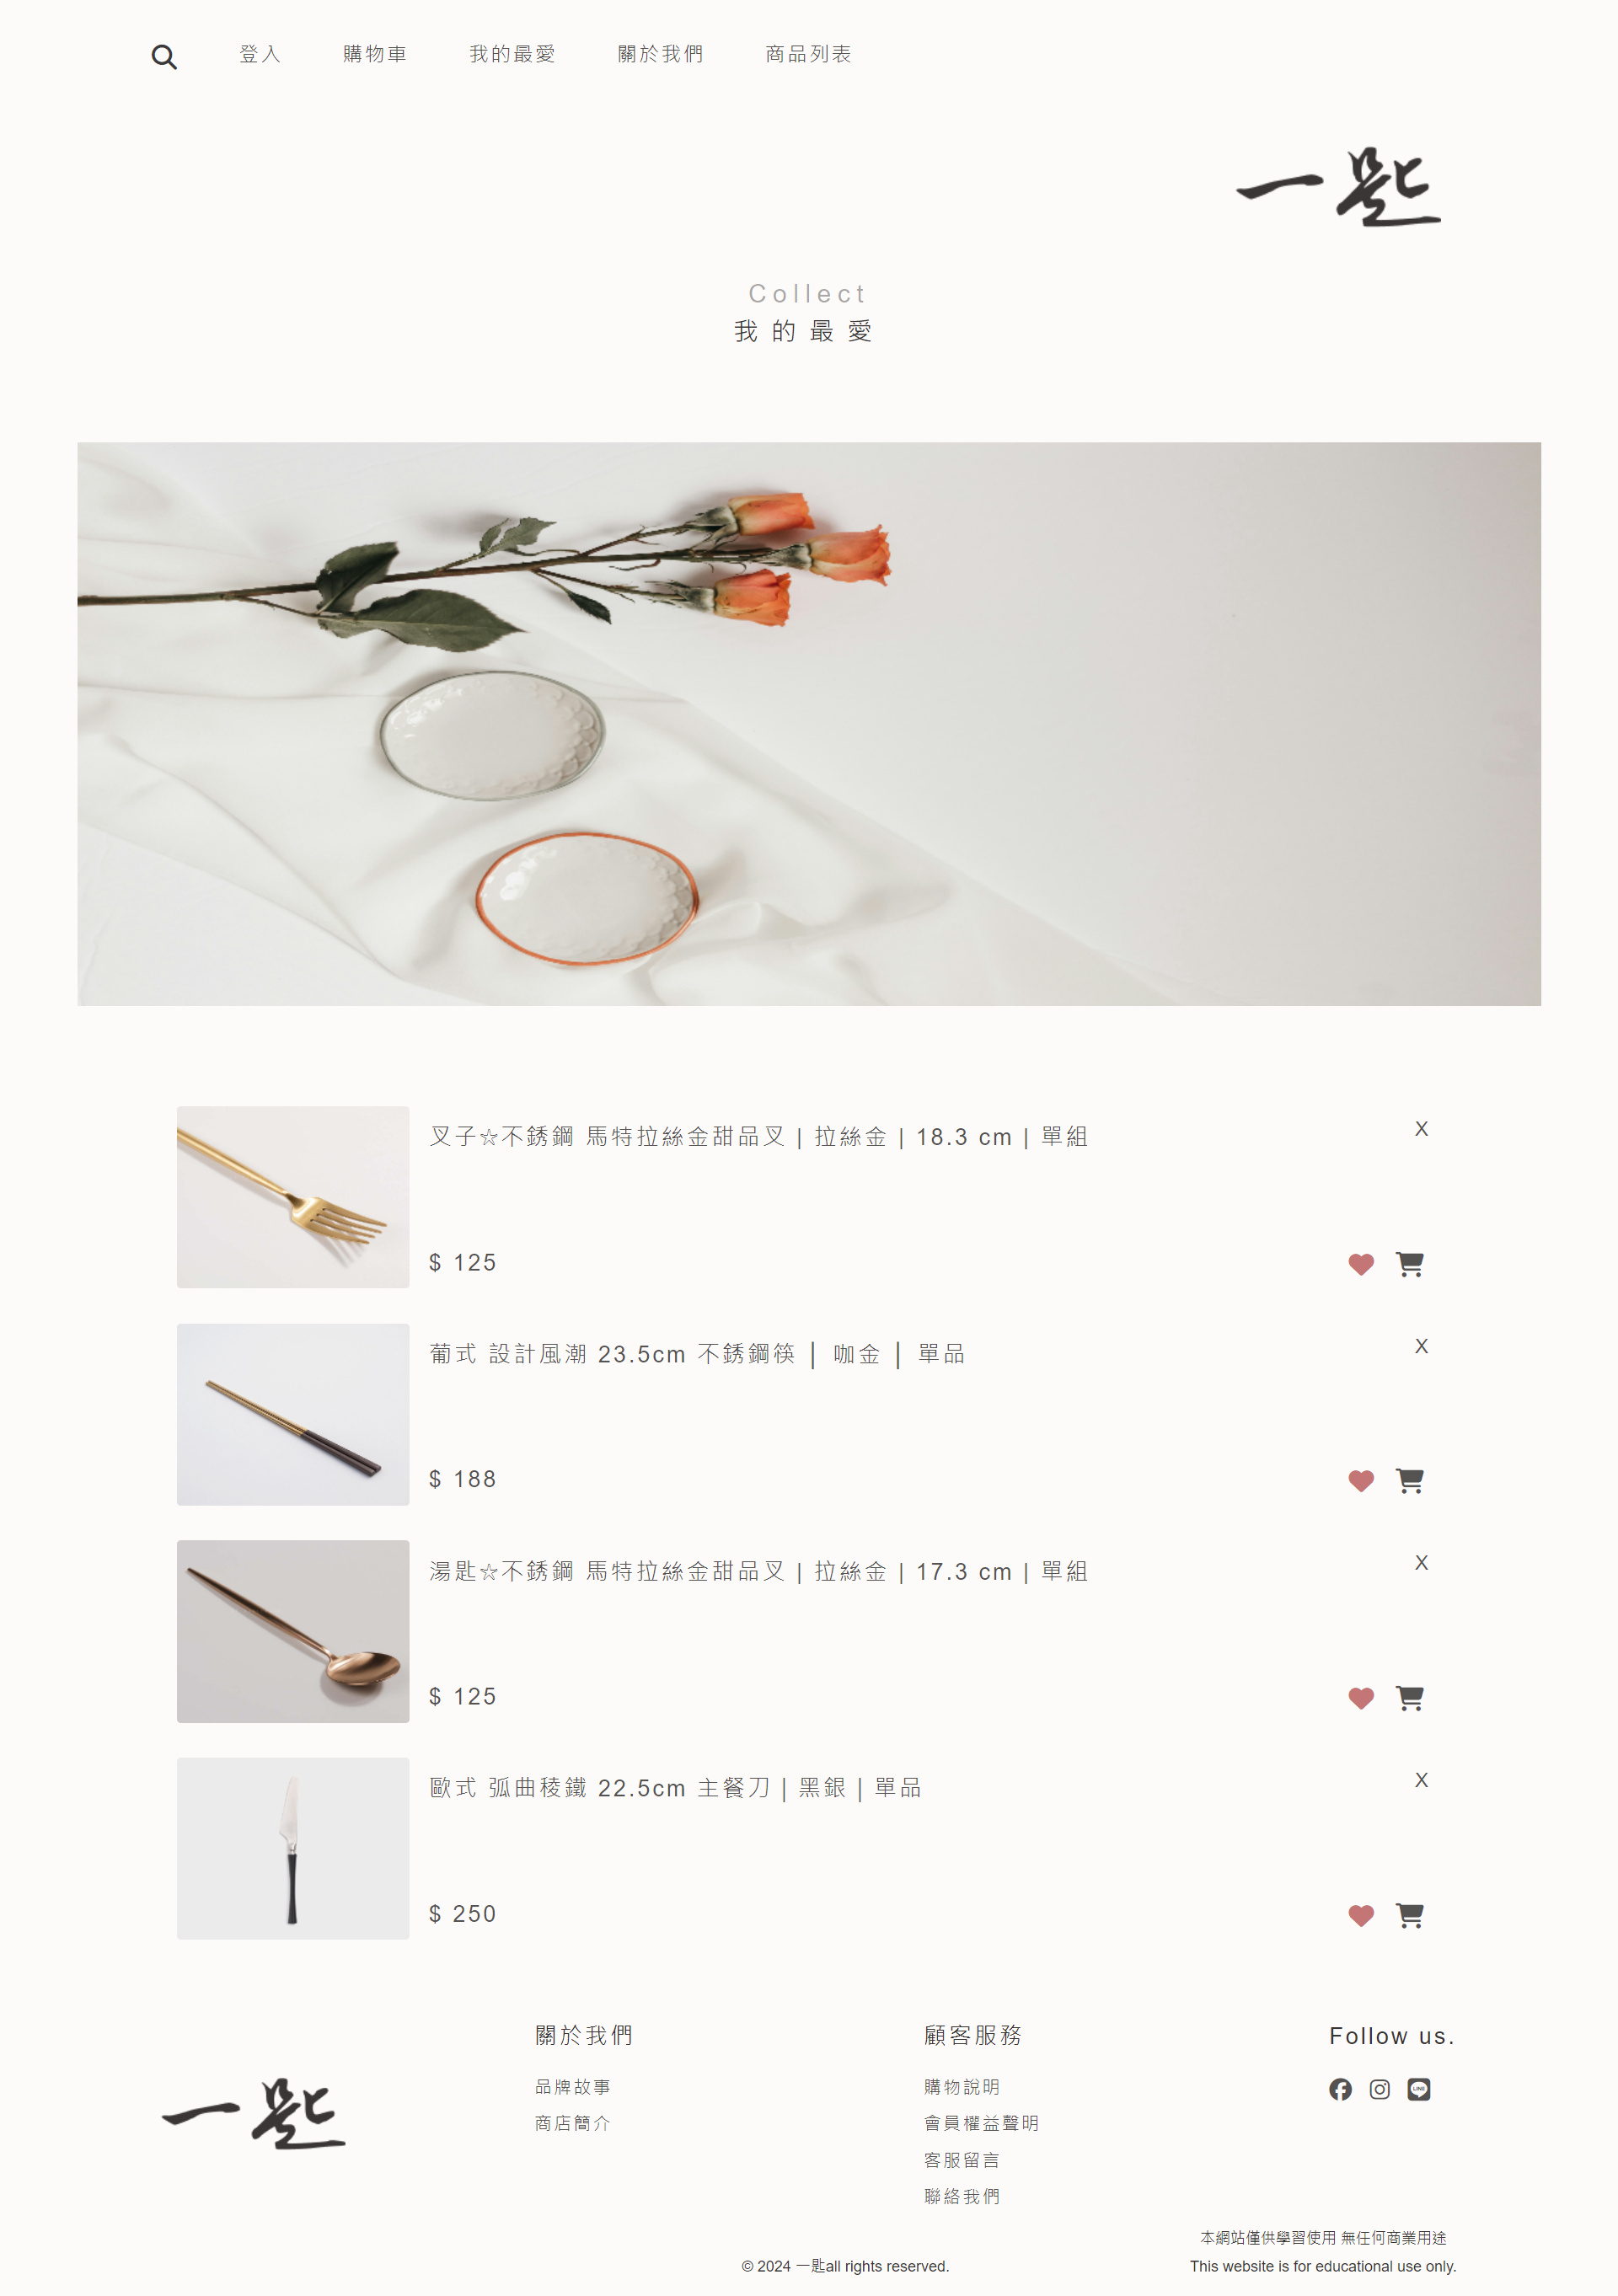 登入 購物車 我的最愛 關於我們 商品列表
一匙
Collect
我的最愛
叉子☆不銹鋼 馬特拉絲金甜品叉 | 拉絲金 | 18.3 cm | 單組
X
$ 125
葡式 設計風潮 23.5cm 不銹鋼筷 │ 咖金 │ 單品
X
$ 188
湯匙☆不銹鋼 馬特拉絲金甜品叉 | 拉絲金 | 17.3 cm | 單組
X
$ 125
歐式 弧曲稜鐵 22.5cm 主餐刀 | 黑銀 | 單品
X
$ 250
一匙
關於我們
品牌故事
商店簡介
顧客服務
購物說明
會員權益聲明
客服留言
聯絡我們
Follow us.
LINE
© 2024 一匙all rights reserved.
本網站僅供學習使用 無任何商業用途
This website is for educational use only.